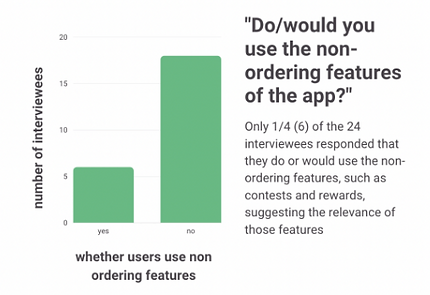 "Do/would you
use the non-
ordering features
of the app?"
Only 1/4 (6) of the 24
interviewees responded that
they do or would use the non-
ordering features, such as
contests and rewards,
suggesting the relevance of
those features
number of interviewees
20
15
10
5
0
yes
no
whether users use non
ordering features